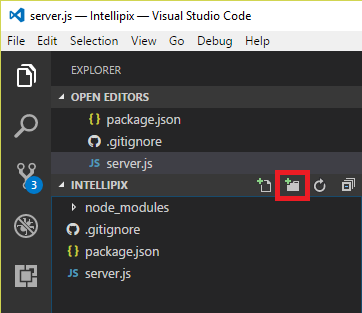 server.js — Intellipix — Visual Studio Code
File Edit Selection View Go Debug Help
EXPLORER
OPEN EDITORS
{ } package.json
.gitignore
JS server.js
3
INTELLIPIX
node_modules
.gitignore
{ } package.json
JS server.js